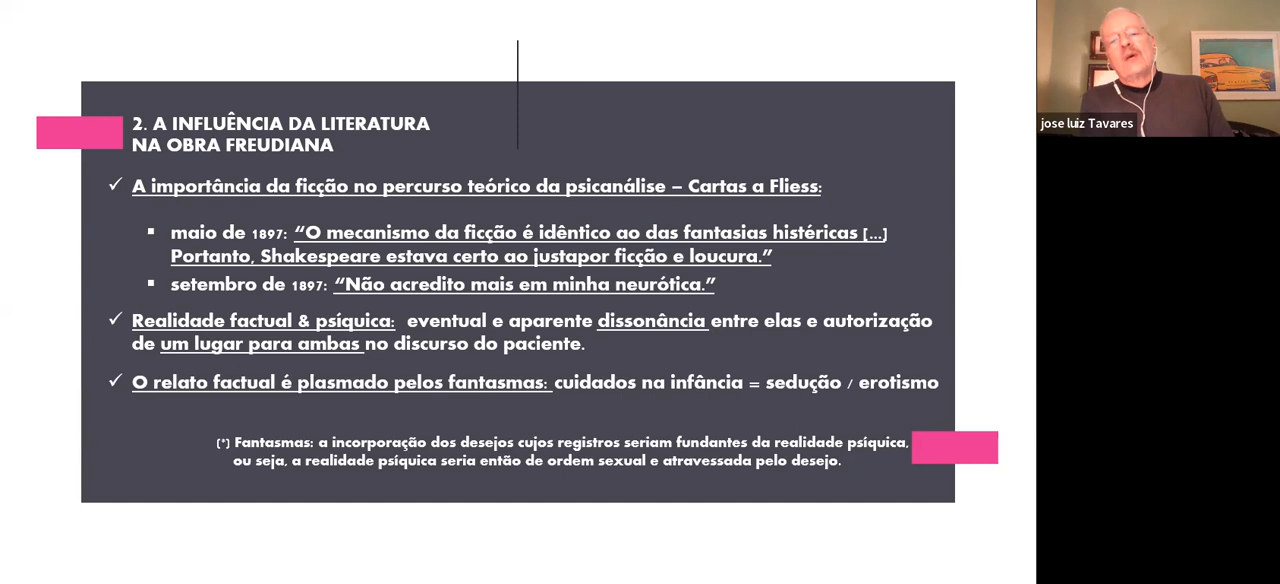 2. A INFLUÊNCIA DA LITERATURA
NA OBRA FREUDIANA
✓ A importância da ficção no percurso teórico da psicanálise – Cartas a Fliess:
▪ maio de 1897: “O mecanismo da ficção é idêntico ao das fantasias histéricas [...]
Portanto, Shakespeare estava certo ao justapor ficção e loucura.”
▪ setembro de 1897: “Não acredito mais em minha neurótica.”
✓ Realidade factual & psíquica: eventual e aparente dissonância entre elas e autorização
de um lugar para ambas no discurso do paciente.
✓ O relato factual é plasmado pelos fantasmas: cuidados na infância = sedução / erotismo
(*) Fantasmas: a incorporação dos desejos cujos registros seriam fundantes da realidade psíquica,
ou seja, a realidade psíquica seria então de ordem sexual e atravessada pelo desejo.
jose luiz Tavares